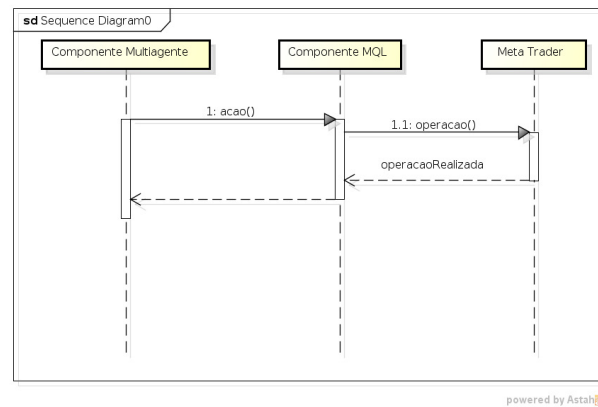 sd Sequence Diagram0
Componente Multiagente
Componente MQL
Meta Trader
1: acao()
1.1: operacao()
operacaoRealizada
powered by Astah